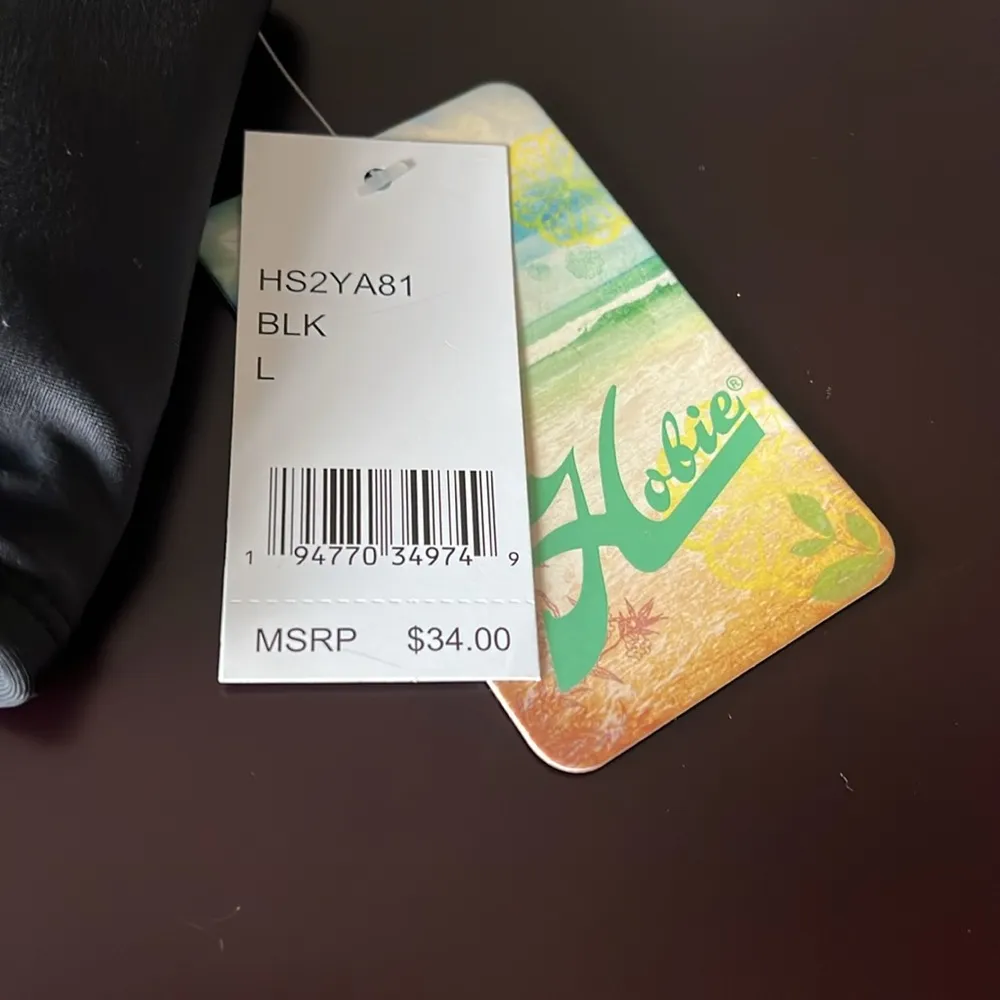 HS2YA81
BLK
L
1 94770 34974 9
MSRP $34.00
Hobie®